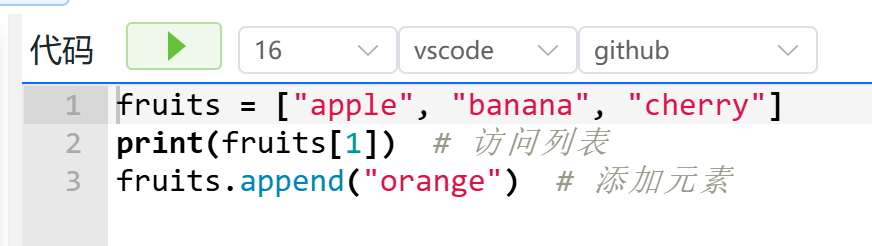 代码 16 vscode github
1 fruits = ["apple", "banana", "cherry"]
2 print(fruits[1])  # 访问列表
3 fruits.append("orange")  # 添加元素